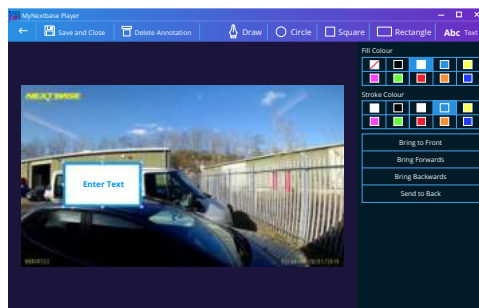 MyNextbase Player
Save and Close
Delete Annotation
Draw
Circle
Square
Rectangle
Abc Text
Fill Colour
Stroke Colour
Bring to Front
Bring Forwards
Bring Backwards
Send to Back
NEXTBASE
Enter Text